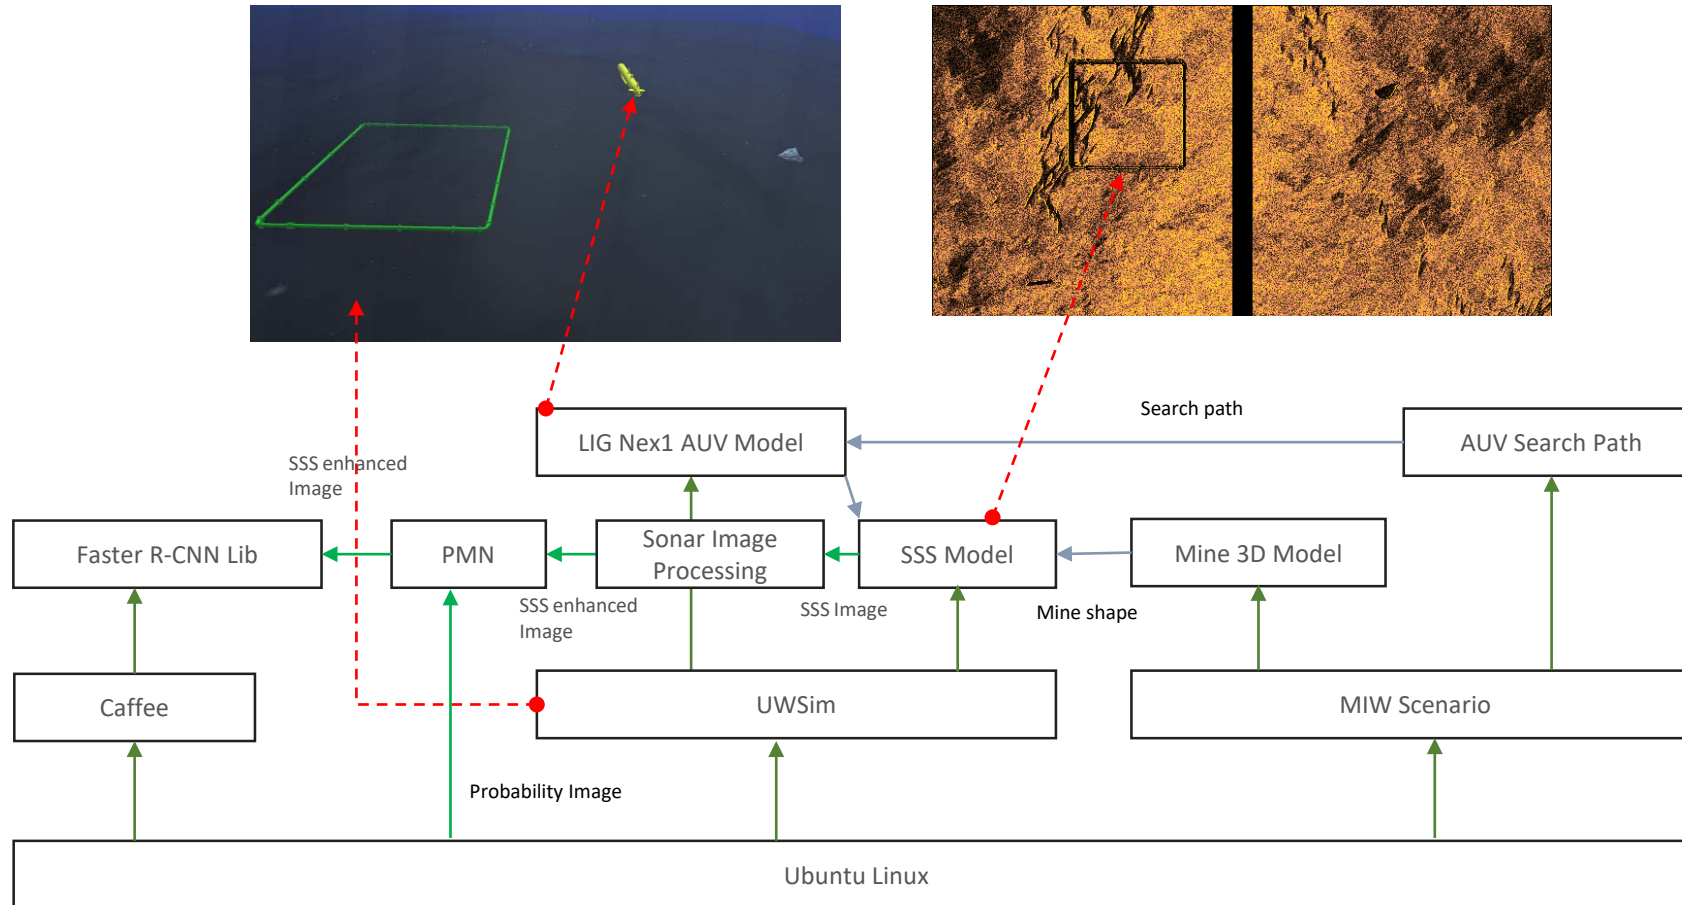 Search path
LIG Nex1 AUV Model
AUV Search Path
SSS enhanced
Image
Faster R-CNN Lib
PMN
Sonar Image
Processing
SSS Model
Mine 3D Model
SSS enhanced
Image
SSS Image
Mine shape
Caffee
UWSim
MIW Scenario
Probability Image
Ubuntu Linux